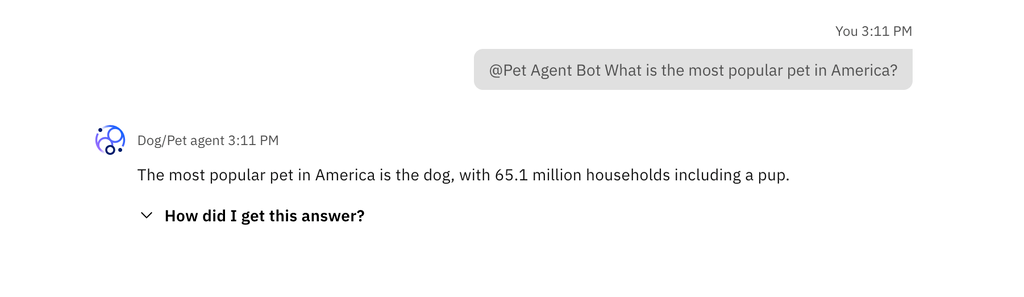 You 3:11 PM
@Pet Agent Bot What is the most popular pet in America?
Dog/Pet agent 3:11 PM
The most popular pet in America is the dog, with 65.1 million households including a pup.
How did I get this answer?